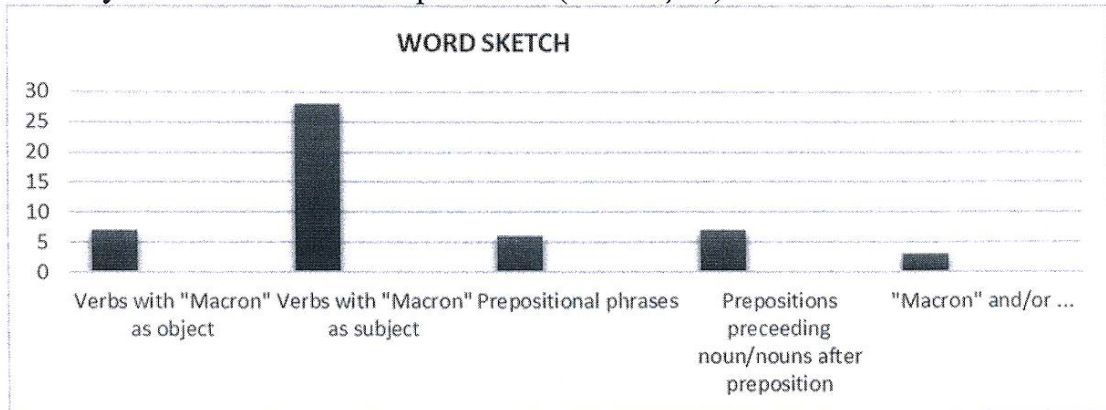 WORD SKETCH
30
25
20
15
10
5
0
Verbs with "Macron" as object
Verbs with "Macron" as subject
Prepositional phrases
Prepositions preceeding noun/nouns after preposition
"Macron" and/or ...